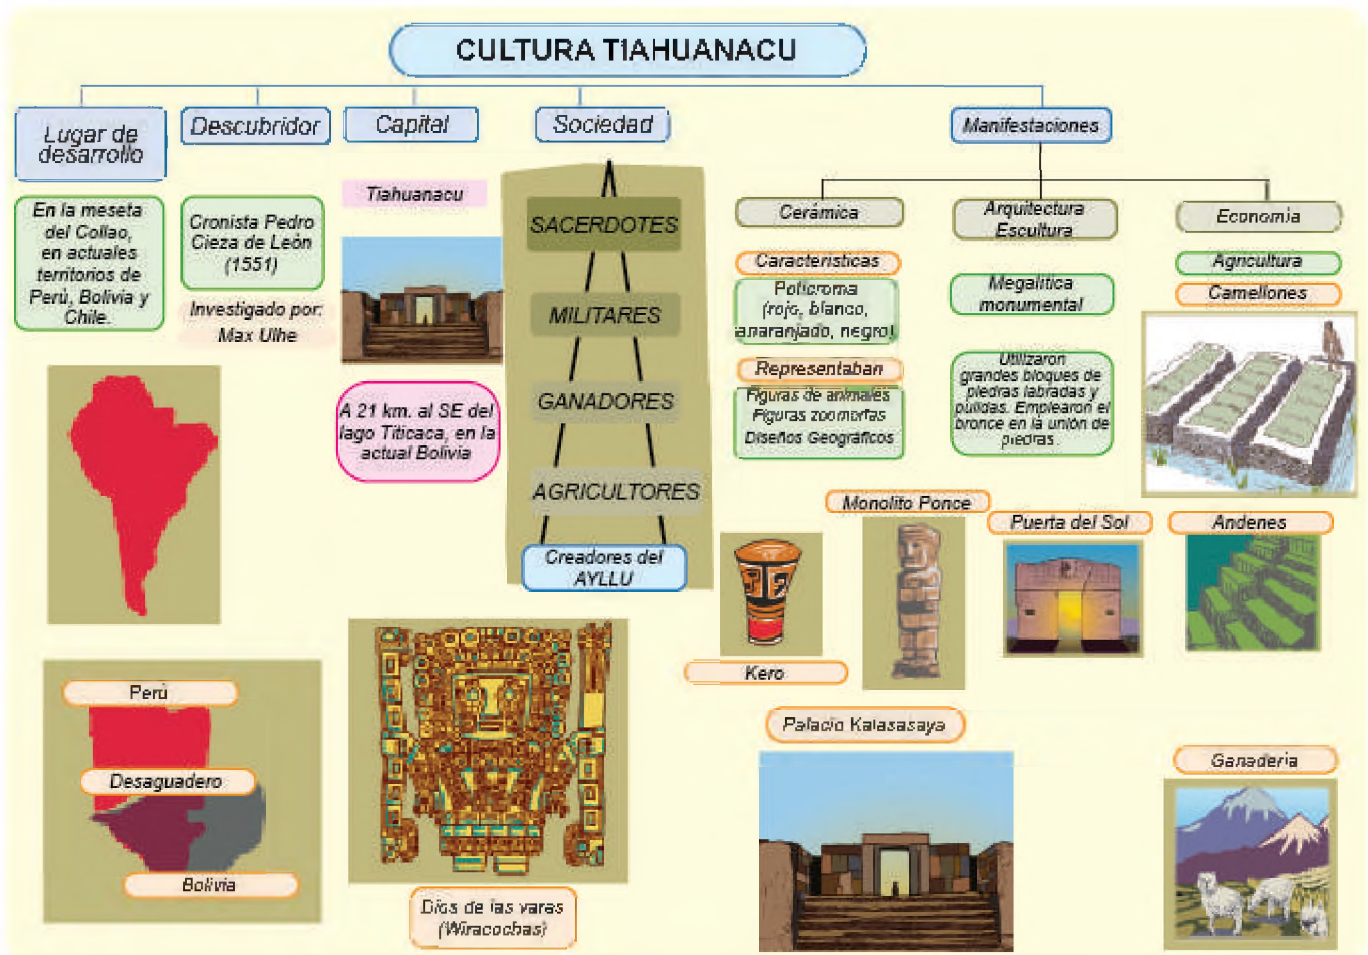 CULTURA TIAHUANACU
Lugar de
desarrollo
En la meseta
del Collao,
en actuales
territorios de
Perù, Bolivia y
Chile.
Descubridor
Cronista Pedro
Cieza de Leòn
(1551)
Investigado por:
Max Ulhe
Capital
Tiahuanacu
A 21 km. al SE del
lago Titicaca, en la
actual Bolivia
Sociedad
SACERDOTES
MILITARES
GANADORES
AGRICULTORES
Creadores del
AYLLU
Manifestaciones
Cerámica
Características
Policroma
(rojo, blanco,
anaranjado, negro)
Representaban
Figuras de animales
Figuras zoomorfas
Diseños Geográficos
Arquitectura
Escultura
Megalítica
monumental
Utilizaron
grandes bloques de
piedras labradas y
pulidas. Emplearon el
bronce en la unión de
piedras.
Economía
Agricultura
Camellones
Monolito Ponce
Puerta del Sol
Andenes
Kero
Perù
Desaguadero
Bolivia
Dios de las varas
(Wiracochas)
Palacio Kalasasaya
Ganaderia